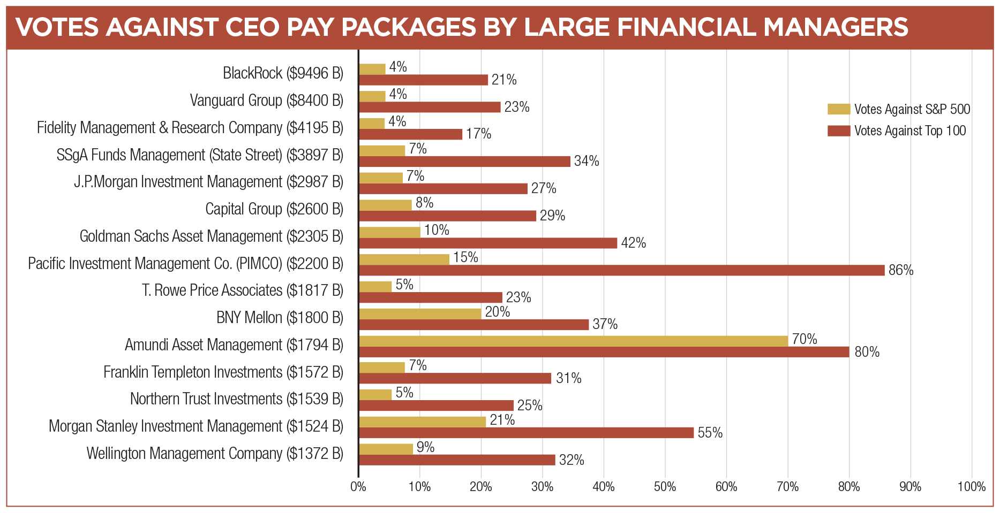 VOTES AGAINST CEO PAY PACKAGES BY LARGE FINANCIAL MANAGERS
BlackRock ($9496 B) 4% 21%
Vanguard Group ($8400 B) 4% 23%
Fidelity Management & Research Company ($4195 B) 4% 17%
SSgA Funds Management (State Street) ($3897 B) 7% 34%
J.P.Morgan Investment Management ($2987 B) 7% 27%
Capital Group ($2600 B) 8% 29%
Goldman Sachs Asset Management ($2305 B) 10% 42%
Pacific Investment Management Co. (PIMCO) ($2200 B) 15% 86%
T. Rowe Price Associates ($1817 B) 5% 23%
BNY Mellon ($1800 B) 20% 37%
Amundi Asset Management ($1794 B) 70% 80%
Franklin Templeton Investments ($1572 B) 7% 31%
Northern Trust Investments ($1539 B) 5% 25%
Morgan Stanley Investment Management ($1524 B) 21% 55%
Wellington Management Company ($1372 B) 9% 32%
Votes Against S&P 500
Votes Against Top 100
0% 10% 20% 30% 40% 50% 60% 70% 80% 90% 100%